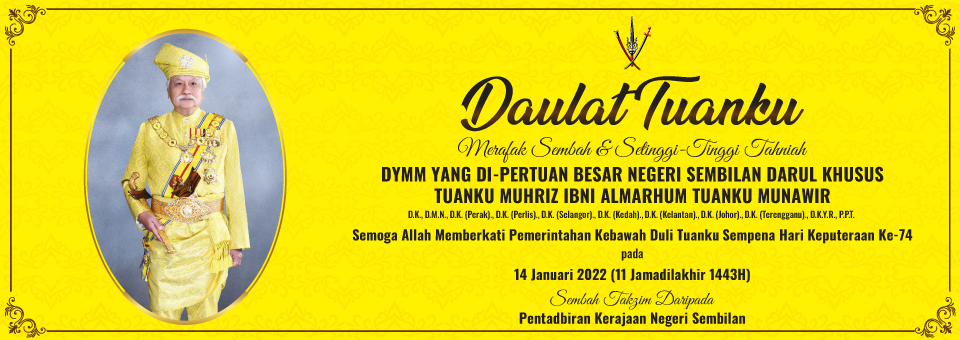 Daulat Tuanku
Merafak Sembah & Setinggi-Tinggi Tahniah
DYMM YANG DI-PERTUAN BESAR NEGERI SEMBILAN DARUL KHUSUS
TUANKU MUHRIZ IBNI ALMARHUM TUANKU MUNAWIR
D.K., D.M.N., D.K. (Perak)., D.K. (Perlis)., D.K. (Selangor)., D.K. (Kedah)., D.K. (Kelantan)., D.K. (Johor)., D.K. (Terengganu)., D.K.Y.R., P.P.T.
Semoga Allah Memberkati Pemerintahan Kebawah Duli Tuanku Sempena Hari Keputeraan Ke-74
pada
14 Januari 2022 (11 Jamadilakhir 1443H)
Sembah Takzim Daripada
Pentadbiran Kerajaan Negeri Sembilan